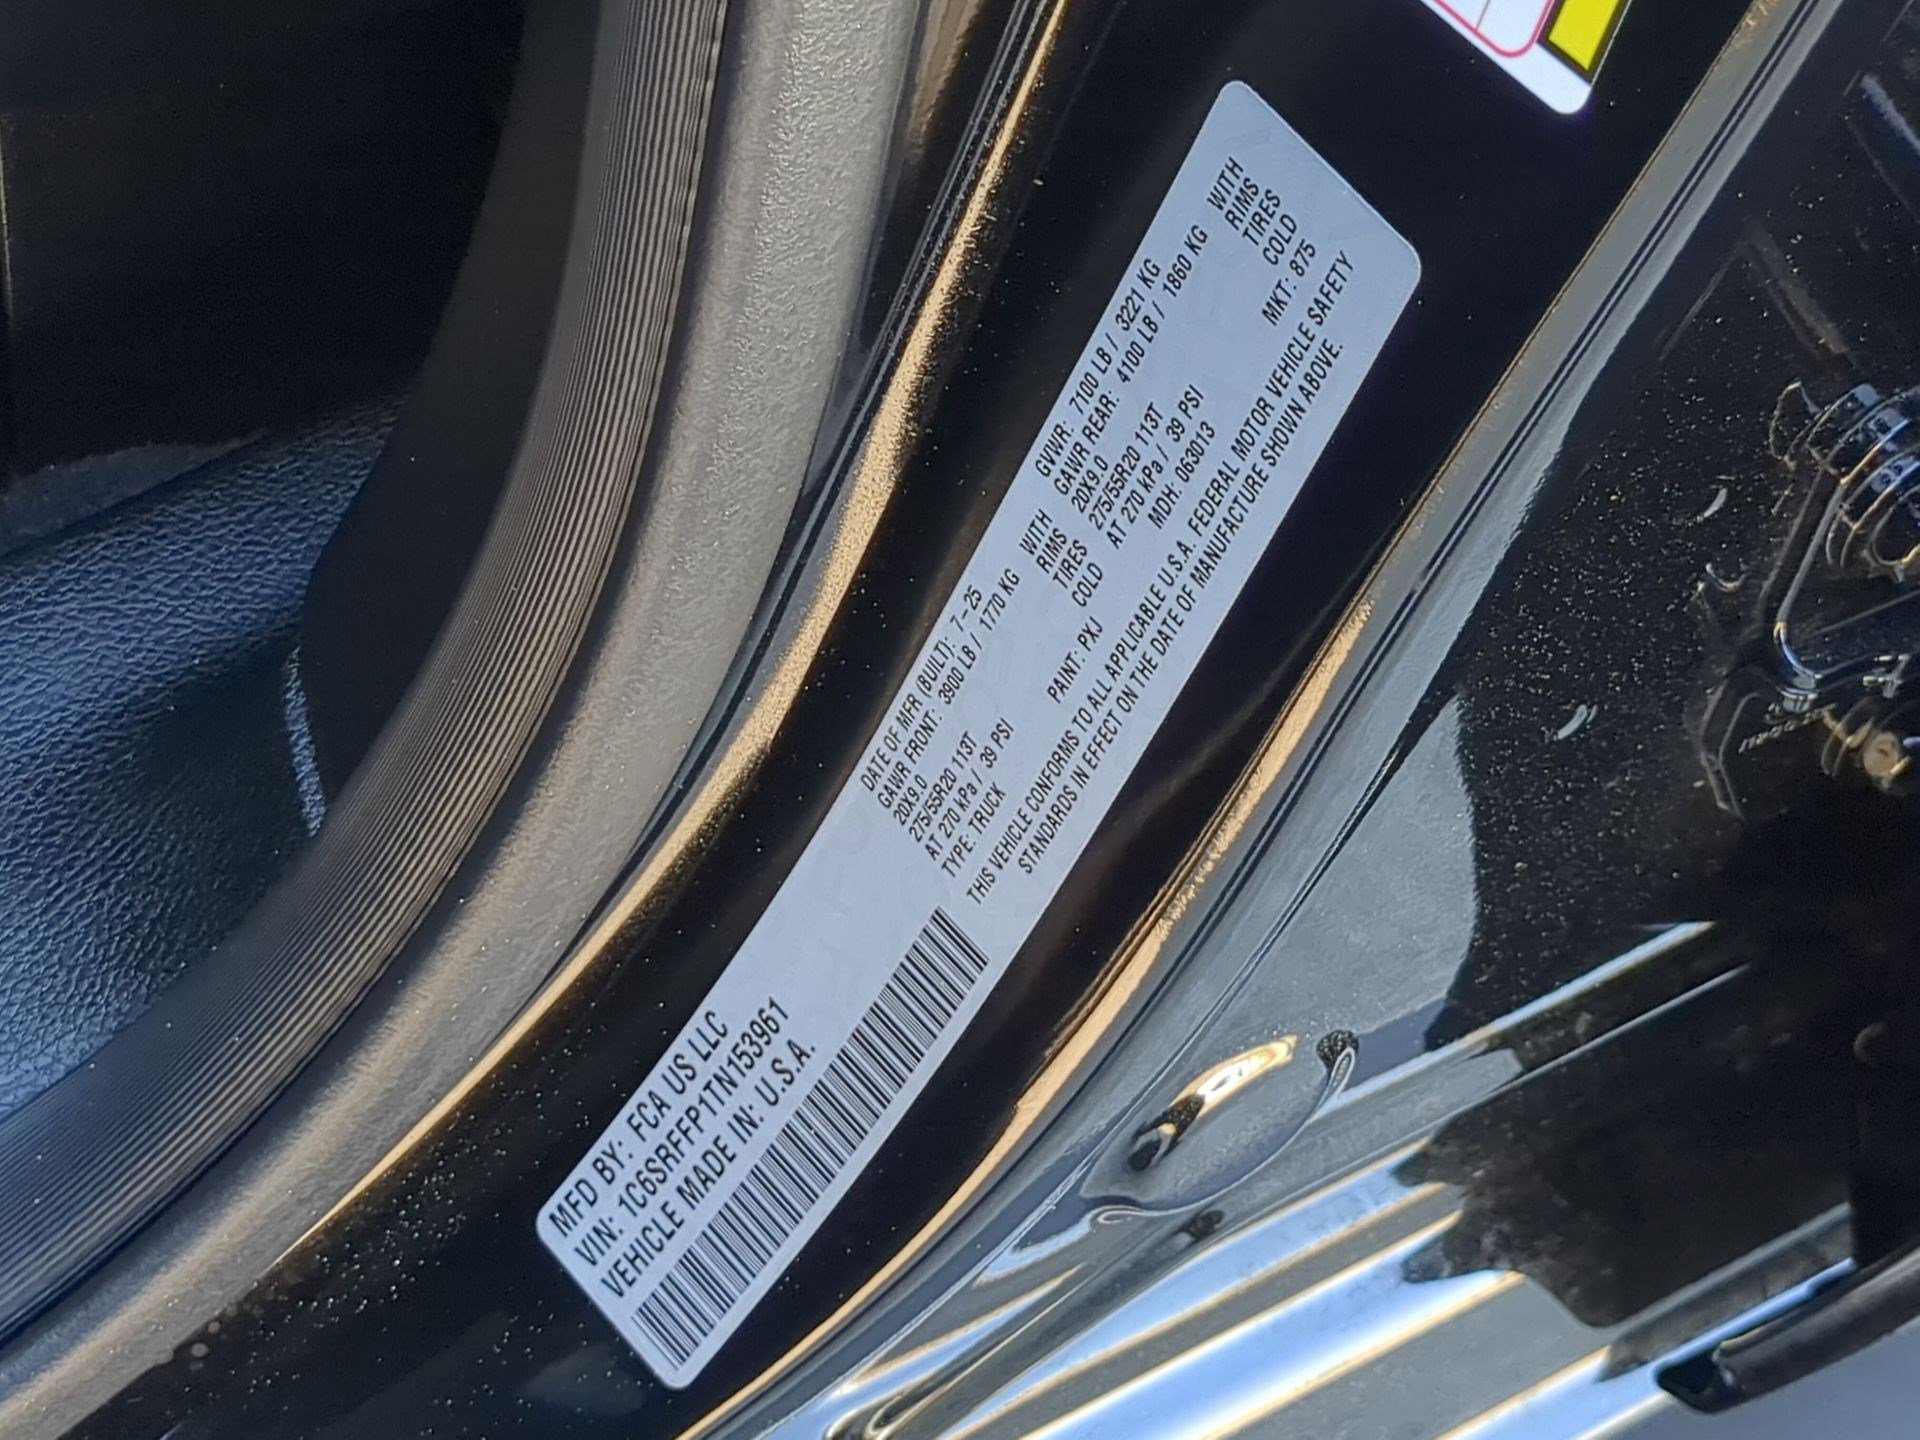 MFD BY: FCA US LLC
VIN: 1C6SRFFP1TN153961
VEHICLE MADE IN: U.S.A.
DATE OF MFR (BUILT): 7-25 GVWR: 7100 LB / 3221 KG
GAWR FRONT: 3900 LB / 1770 KG WITH GAWR REAR: 4100 LB / 1860 KG WITH
20X9.0 RIMS 20X9.0 RIMS
275/55R20 113T TIRES 275/55R20 113T TIRES
AT 270 kPa / 39 PSI COLD AT 270 kPa / 39 PSI COLD
TYPE: TRUCK PAINT: PXJ MDH: 063013 MKT: 875
THIS VEHICLE CONFORMS TO ALL APPLICABLE U.S.A. FEDERAL MOTOR VEHICLE SAFETY
STANDARDS IN EFFECT ON THE DATE OF MANUFACTURE SHOWN ABOVE.